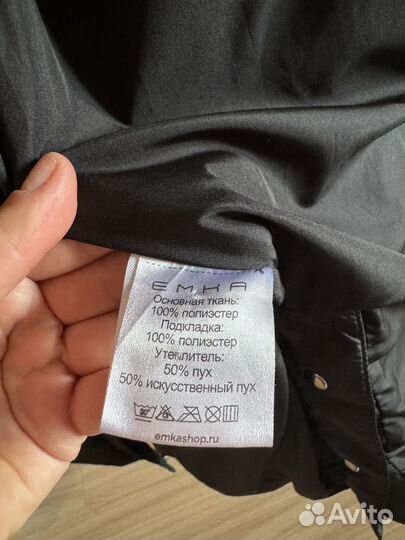 EMKA
Основная ткань:
100% полиэстер
Подкладка:
100% полиэстер
Утеплитель:
50% пух
50% искусственный пух
emkashop.ru
Avito